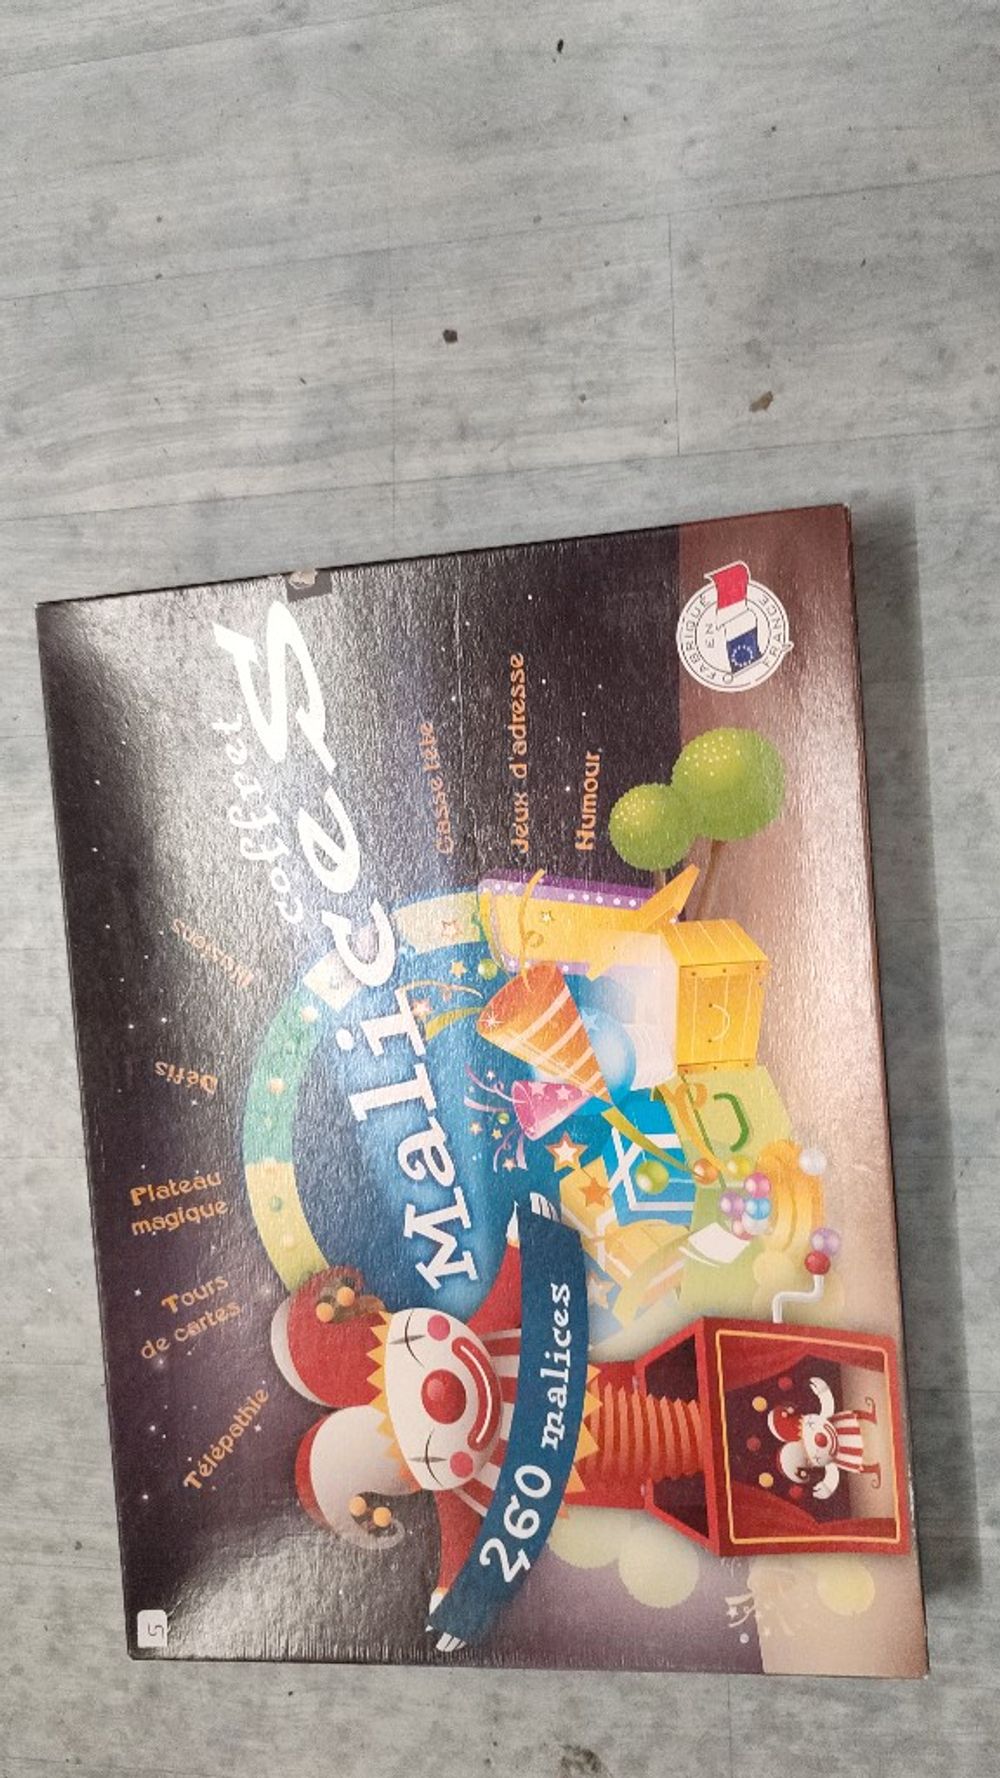 coffret
Malices
Télépathie
Tours
de cartes
Plateau
magique
Défis
Illusions
Casse tête
Jeux d'adresse
Humour
260 malices
FABRIQUÉ
EN
FRANCE
5